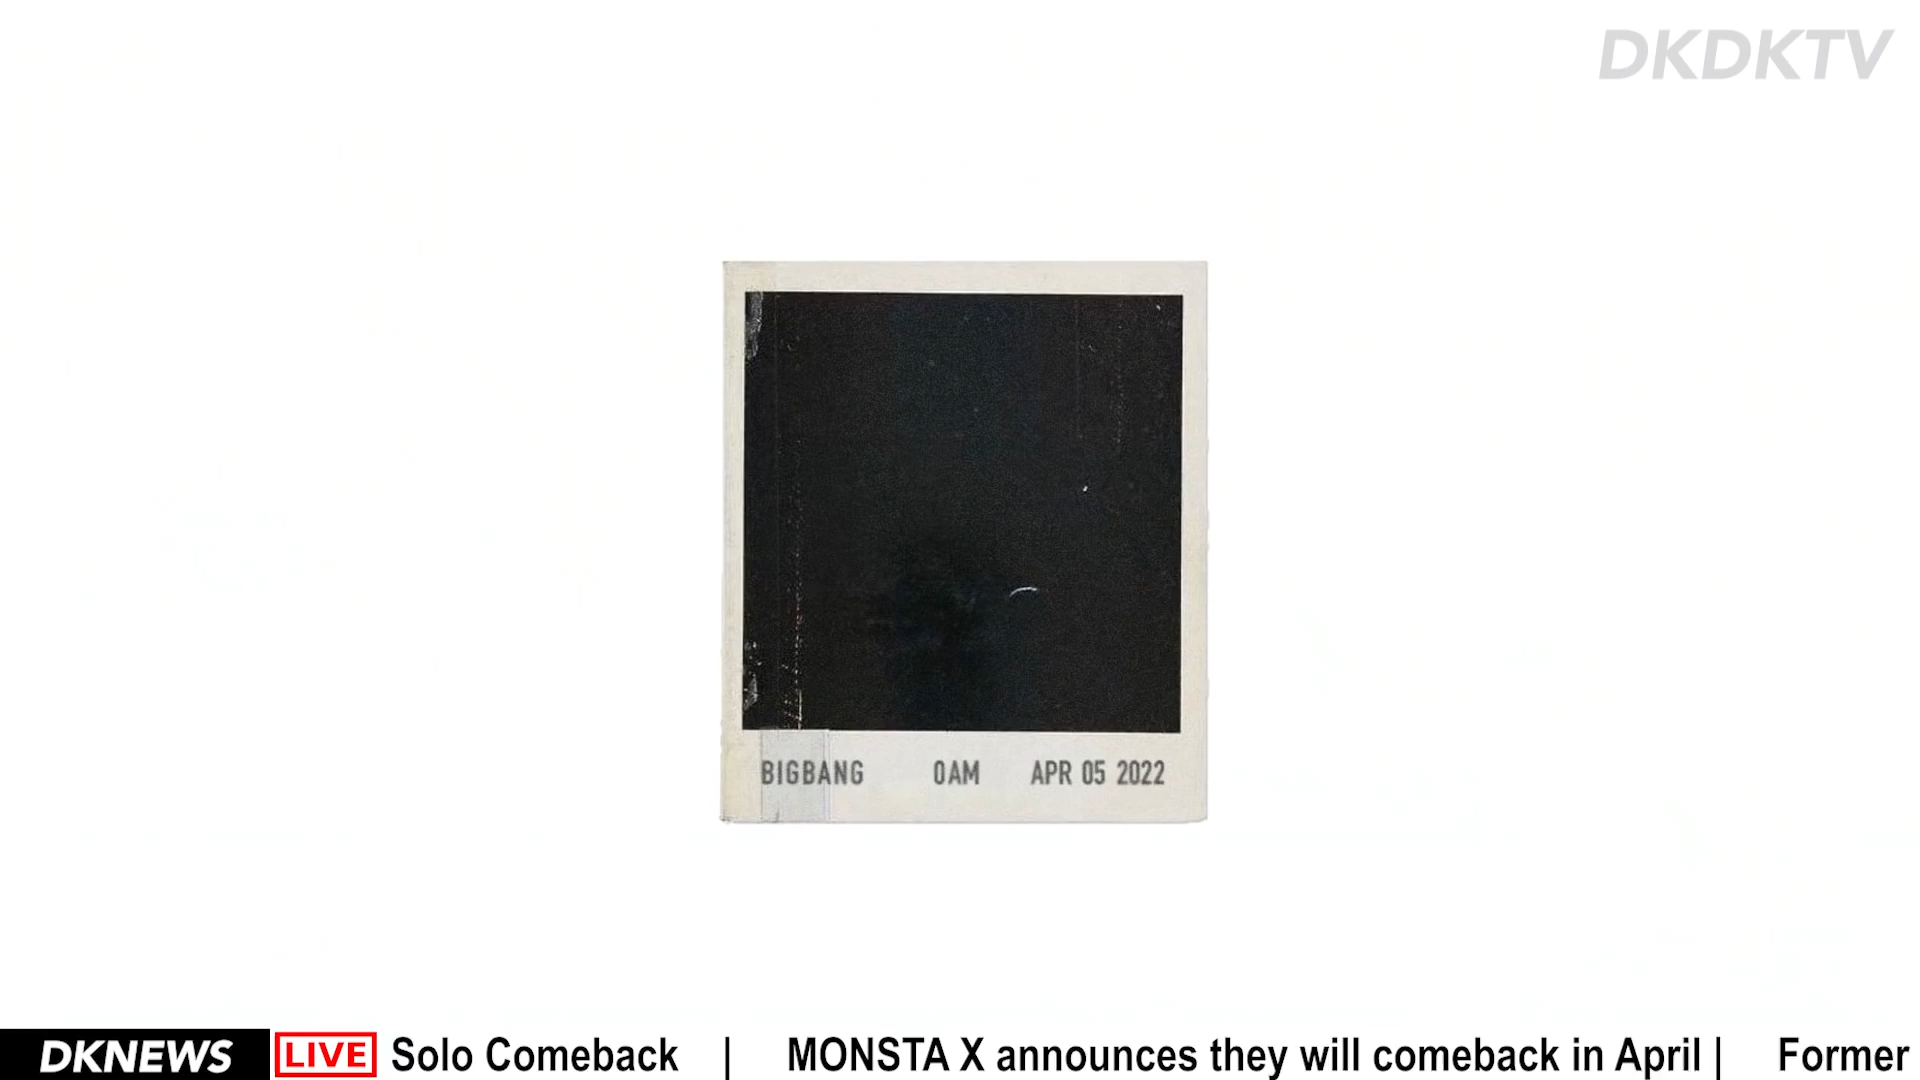 DKDKTV
BIGBANG 0AM APR 05 2022
DKNEWS LIVE Solo Comeback | MONSTA X announces they will comeback in April | Former